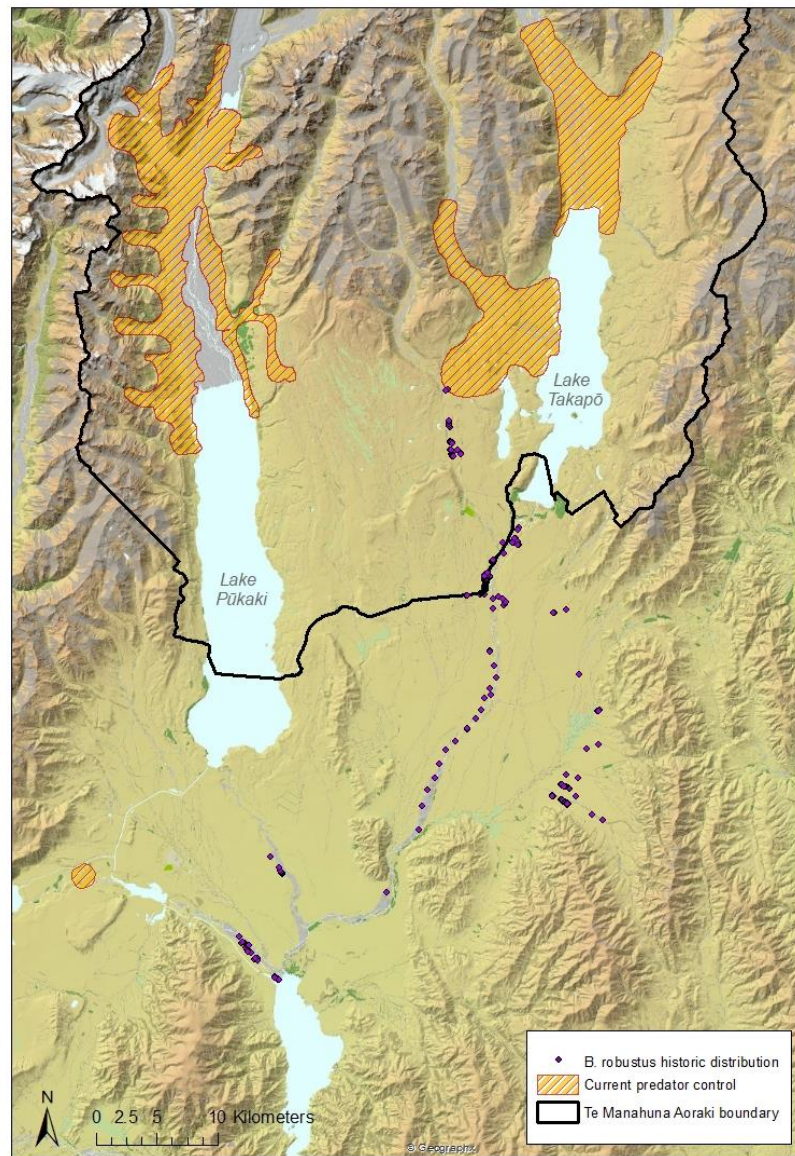 Lake
Takapō
Lake
Pūkaki
B. robustus historic distribution
Current predator control
Te Manahuna Aoraki boundary
N
0 2.5 5 10 Kilometers
© Geographx